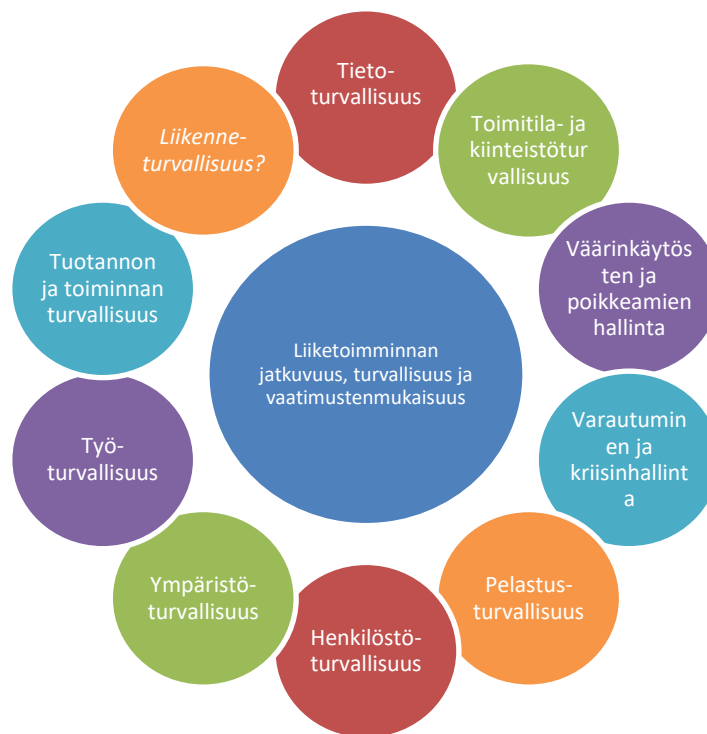 Tieto-
turvallisuus
Toimitila- ja
kiinteistötur
vallisuus
Väärinkäytös
ten ja
poikkeamien
hallinta
Varautumin
en ja
kriisinhallint
a
Pelastus-
turvallisuus
Henkilöstö-
turvallisuus
Ympäristö-
turvallisuus
Työ-
turvallisuus
Tuotannon
ja toiminnan
turvallisuus
Liikenne-
turvallisuus?
Liiketoimminnan
jatkuvuus, turvallisuus ja
vaatimustenmukaisuus